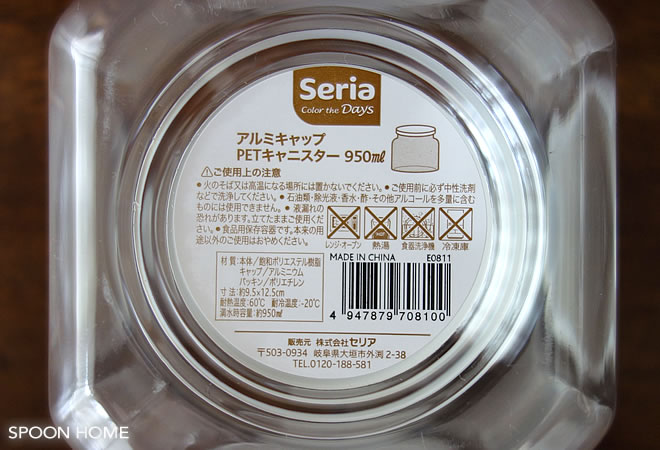 Seria
Color the Days
アルミキャップ
PETキャニスター 950ml
⚠ご使用上の注意
●火のそば又は高温になる場所には置かないでください。●ご使用前に必ず中性洗剤
などで洗浄してください。●石油類・除光液・香水・酢・その他アルコールを多量に含む
ものには使用できません。●液漏れの
恐れがあります。立てたままご使用くだ
さい。●食品用保存容器です。本来の用
途以外のご使用はおやめください。
レンジ・オーブン 熱湯 食器洗浄機 冷凍庫
材質:本体/飽和ポリエステル樹脂
キャップ/アルミニウム
パッキン/ポリエチレン
寸法:約9.5×12.5cm
耐熱温度:60℃ 耐冷温度:-20℃
満水時容量:約950ml
MADE IN CHINA E0811
4 947879 708100
販売元 株式会社セリア
〒503-0934 岐阜県大垣市外渕 2-38
TEL.0120-188-581
SPOON HOME